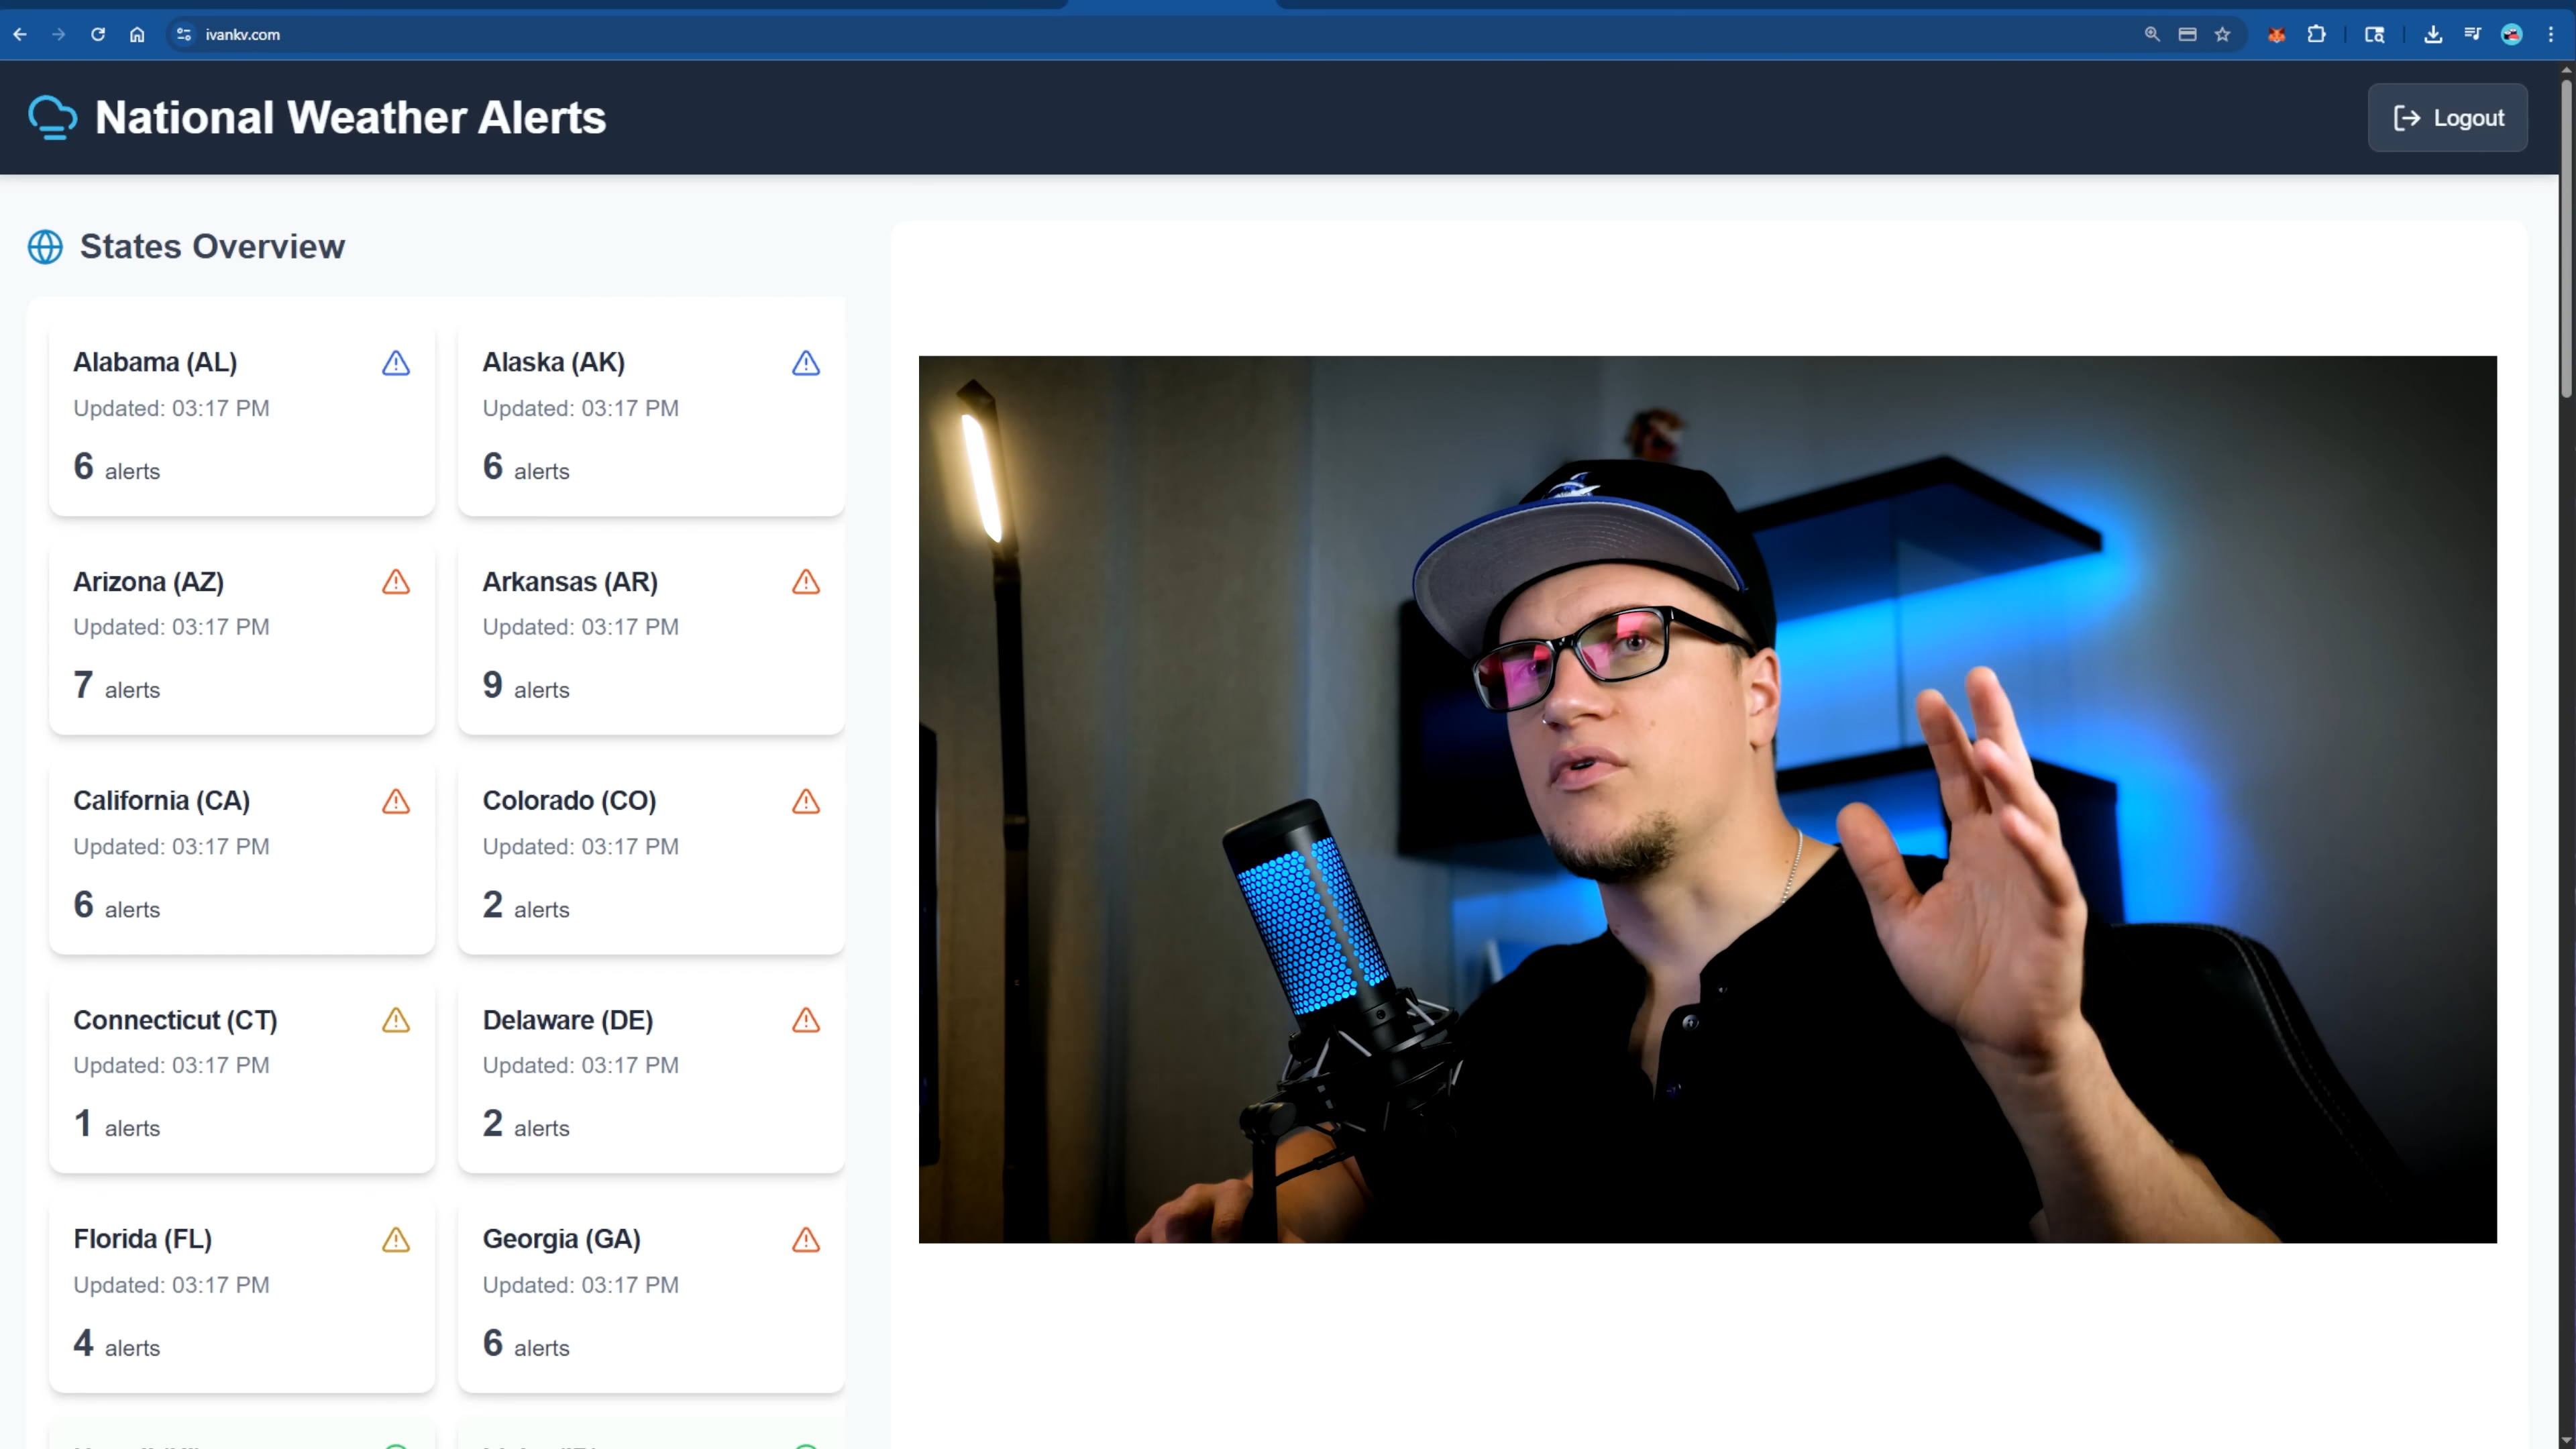 ivankv.com
National Weather Alerts
Logout
States Overview
Alabama (AL)
Updated: 03:17 PM
6 alerts
Alaska (AK)
Updated: 03:17 PM
6 alerts
Arizona (AZ)
Updated: 03:17 PM
7 alerts
Arkansas (AR)
Updated: 03:17 PM
9 alerts
California (CA)
Updated: 03:17 PM
6 alerts
Colorado (CO)
Updated: 03:17 PM
2 alerts
Connecticut (CT)
Updated: 03:17 PM
1 alerts
Delaware (DE)
Updated: 03:17 PM
2 alerts
Florida (FL)
Updated: 03:17 PM
4 alerts
Georgia (GA)
Updated: 03:17 PM
6 alerts